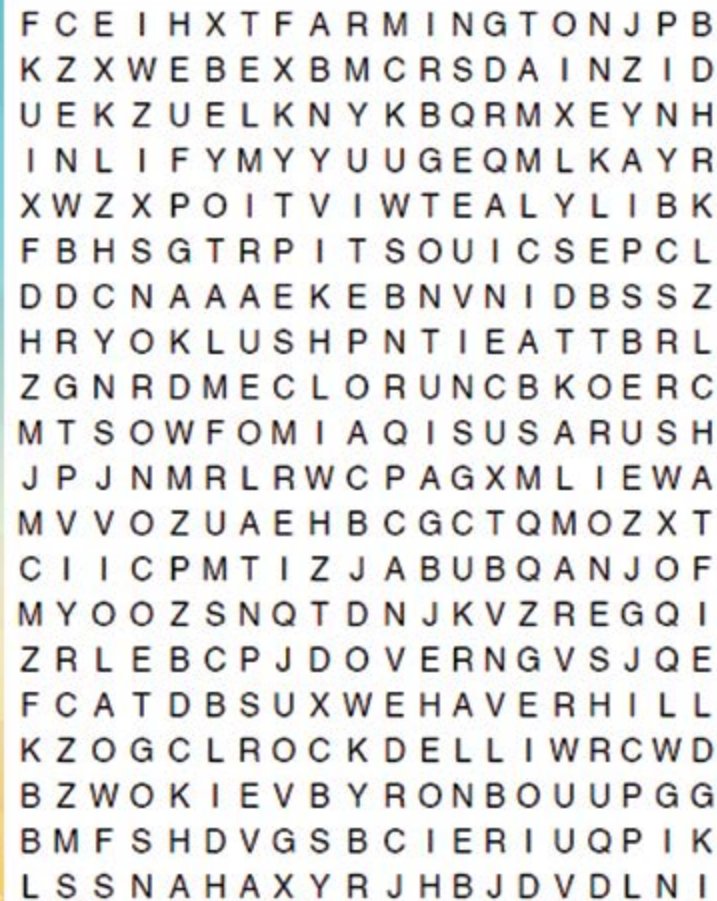 F C E I H X T F A R M I N G T O N J P B
K Z X W E B E X B M C R S D A I N Z I D
U E K Z U E L K N Y K B Q R M X E Y N H
I N L I F Y M Y Y U U G E Q M L K A Y R
X W Z X P O I T V I W T E A L Y L I B K
F B H S G T R P I T S O U I C S E P C L
D D C N A A A E K E B N V N I D B S S Z
H R Y O K L U S H P N T I E A T T B R L
Z G N R D M E C L O R U N C B K O E R C
M T S O W F O M I A Q I S U S A R U S H
J P J N M R L R W C P A G X M L I E W A
M V V O Z U A E H B C G C T Q M O Z X T
C I I C P M T I Z J A B U B Q A N J O F
M Y O O Z S N Q T D N J K V Z R E G Q I
Z R L E B C P J D O V E R N G V S J Q E
F C A T D B S U X W E H A V E R H I L L
K Z O G C L R O C K D E L L I W R C W D
B Z W O K I E V B Y R O N B O U U P G G
B M F S H D V G S B C I E R I U Q P I K
L S S N A H A X Y R J H B J D V D L N I